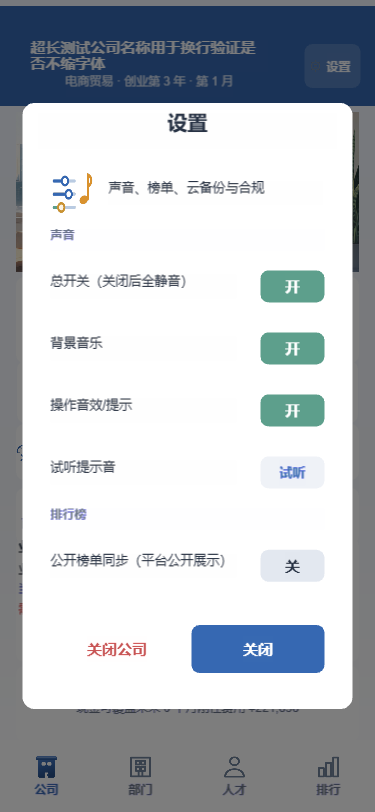 超长测试公司名称用于换行验证是
否不缩字体
电商贸易 · 创业第 3 年 · 第 1 月
设置
设置
声音、榜单、云备份与合规
声音
总开关（关闭后全静音）
开
背景音乐
开
操作音效/提示
开
试听提示音
试听
排行榜
公开榜单同步（平台公开展示）
关
关闭公司
关闭
公司
部门
人才
排行